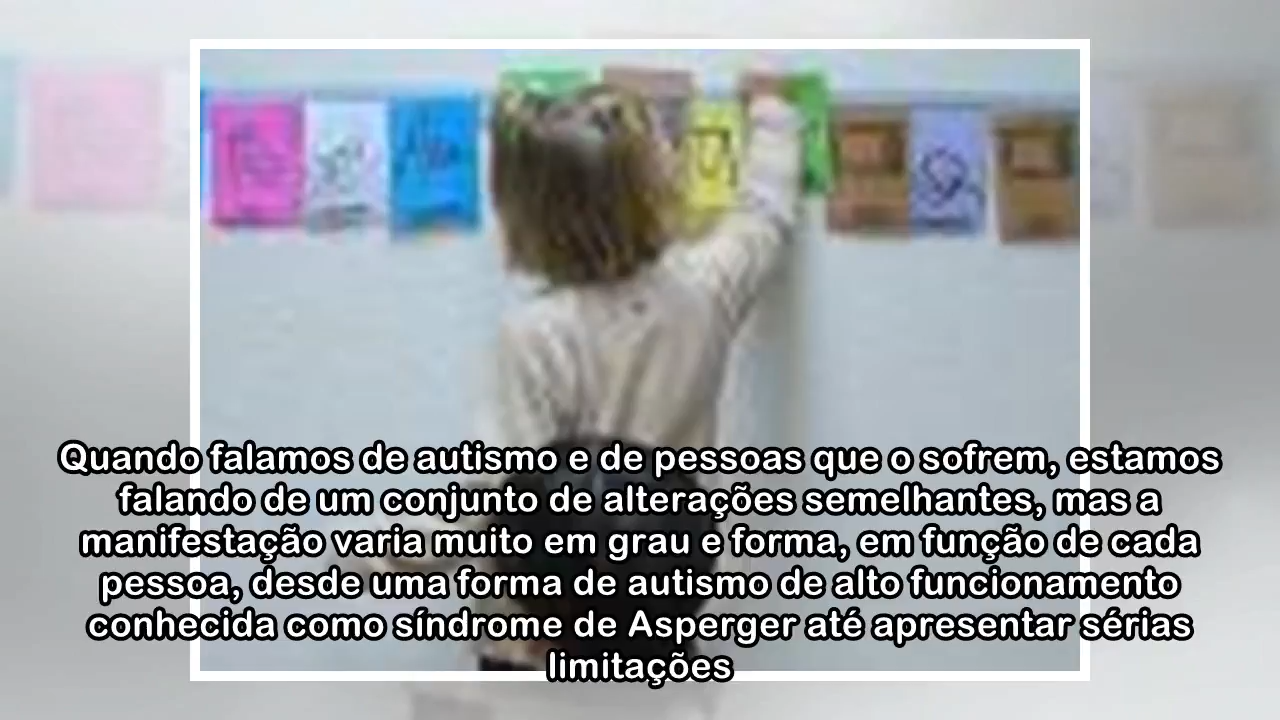 Quando falamos de autismo e de pessoas que o sofrem, estamos
falando de um conjunto de alterações semelhantes, mas a
manifestação varia muito em grau e forma, em função de cada
pessoa, desde uma forma de autismo de alto funcionamento
conhecida como síndrome de Asperger até apresentar sérias
limitações